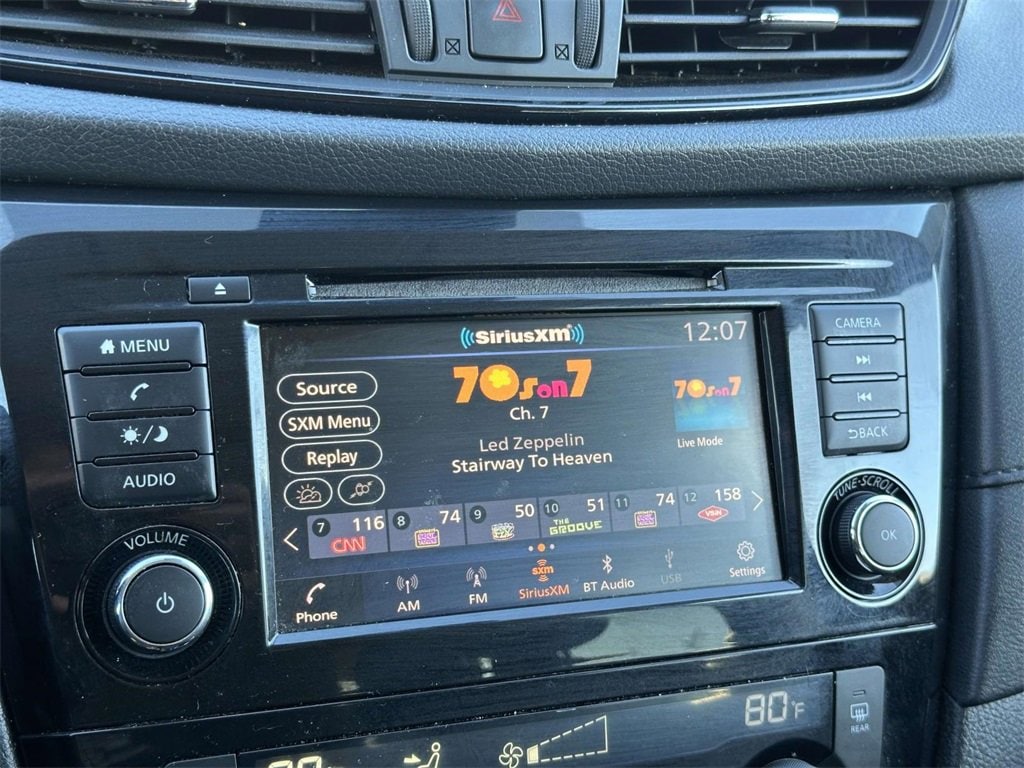 SiriusXM
12:07
MENU
CAMERA
Source
70s on 7
70s on 7
Ch. 7
SXM Menu
Live Mode
Led Zeppelin
Replay
Stairway To Heaven
BACK
AUDIO
TUNE·SCROLL
7 116 8 74 9 50 10 51 11 74 12 158
CNN THE GROOVE VSiN
OK
VOLUME
sxm
Phone AM FM SiriusXM BT Audio USB Settings
80°F
REAR
80